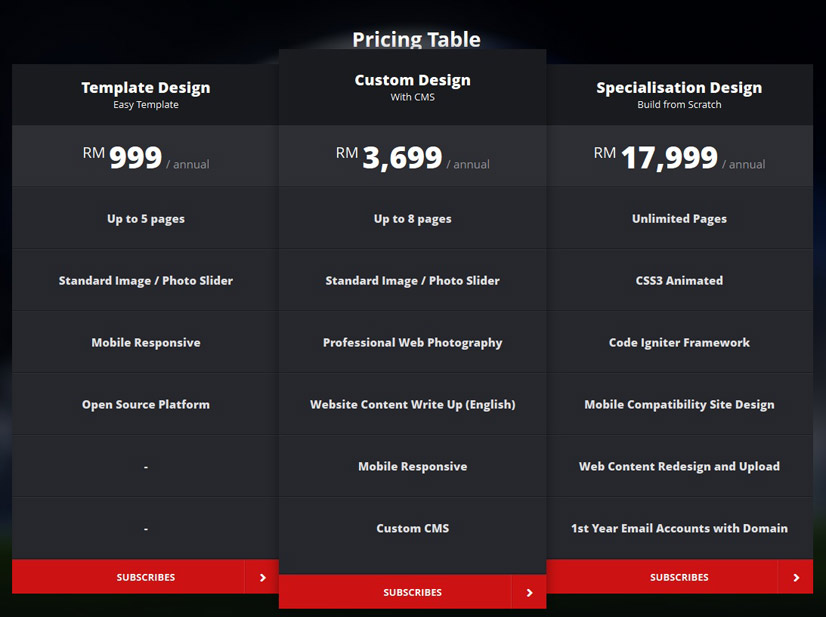 Pricing Table
Template Design
Easy Template
RM 999 / annual
Up to 5 pages
Standard Image / Photo Slider
Mobile Responsive
Open Source Platform
-
-
SUBSCRIBES
Custom Design
With CMS
RM 3,699 / annual
Up to 8 pages
Standard Image / Photo Slider
Professional Web Photography
Website Content Write Up (English)
Mobile Responsive
Custom CMS
SUBSCRIBES
Specialisation Design
Build from Scratch
RM 17,999 / annual
Unlimited Pages
CSS3 Animated
Code Igniter Framework
Mobile Compatibility Site Design
Web Content Redesign and Upload
1st Year Email Accounts with Domain
SUBSCRIBES